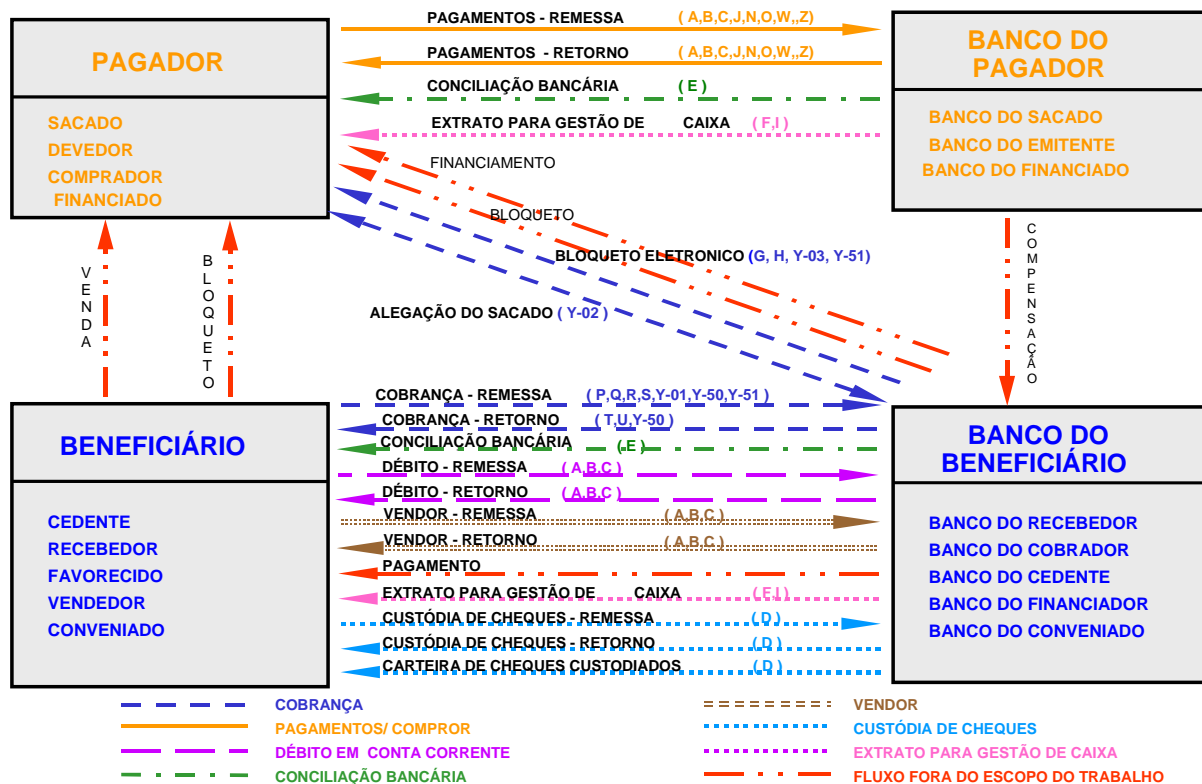 PAGAMENTOS - REMESSA ( A,B,C,J,N,O,W,,Z)
PAGAMENTOS - RETORNO ( A,B,C,J,N,O,W,,Z)
CONCILIAÇÃO BANCÁRIA ( E )
EXTRATO PARA GESTÃO DE CAIXA ( F,I )
PAGADOR
SACADO
DEVEDOR
COMPRADOR
FINANCIADO
BANCO DO
PAGADOR
BANCO DO SACADO
BANCO DO EMITENTE
BANCO DO FINANCIADO
FINANCIAMENTO
BLOQUETO
BLOQUETO ELETRONICO (G, H, Y-03, Y-51)
ALEGAÇÃO DO SACADO ( Y-02 )
VENDA
BLOQUETO
COMPENSAÇÃO
COBRANÇA - REMESSA ( P,Q,R,S,Y-01,Y-50,Y-51)
COBRANÇA - RETORNO ( T,U,Y-50 )
CONCILIAÇÃO BANCÁRIA ( E )
DÉBITO - REMESSA ( A,B,C )
DÉBITO - RETORNO ( A,B,C )
VENDOR - REMESSA ( A,B,C )
VENDOR - RETORNO ( A,B,C )
PAGAMENTO
EXTRATO PARA GESTÃO DE CAIXA ( F,I )
CUSTÓDIA DE CHEQUES - REMESSA ( D )
CUSTÓDIA DE CHEQUES - RETORNO ( D )
CARTEIRA DE CHEQUES CUSTODIADOS ( D )
BENEFICIÁRIO
CEDENTE
RECEBEDOR
FAVORECIDO
VENDEDOR
CONVENIADO
BANCO DO
BENEFICIÁRIO
BANCO DO RECEBEDOR
BANCO DO COBRADOR
BANCO DO CEDENTE
BANCO DO FINANCIADOR
BANCO DO CONVENIADO
COBRANÇA
PAGAMENTOS/ COMPROR
DÉBITO EM CONTA CORRENTE
CONCILIAÇÃO BANCÁRIA
VENDOR
CUSTÓDIA DE CHEQUES
EXTRATO PARA GESTÃO DE CAIXA
FLUXO FORA DO ESCOPO DO TRABALHO